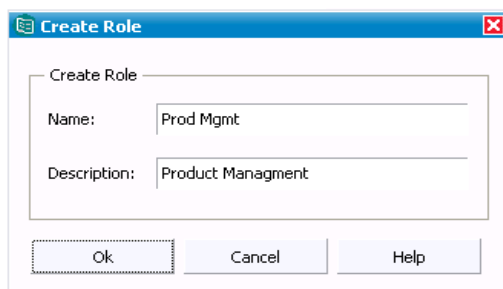 Create Role
Create Role
Name: Prod Mgmt
Description: Product Managment
Ok Cancel Help